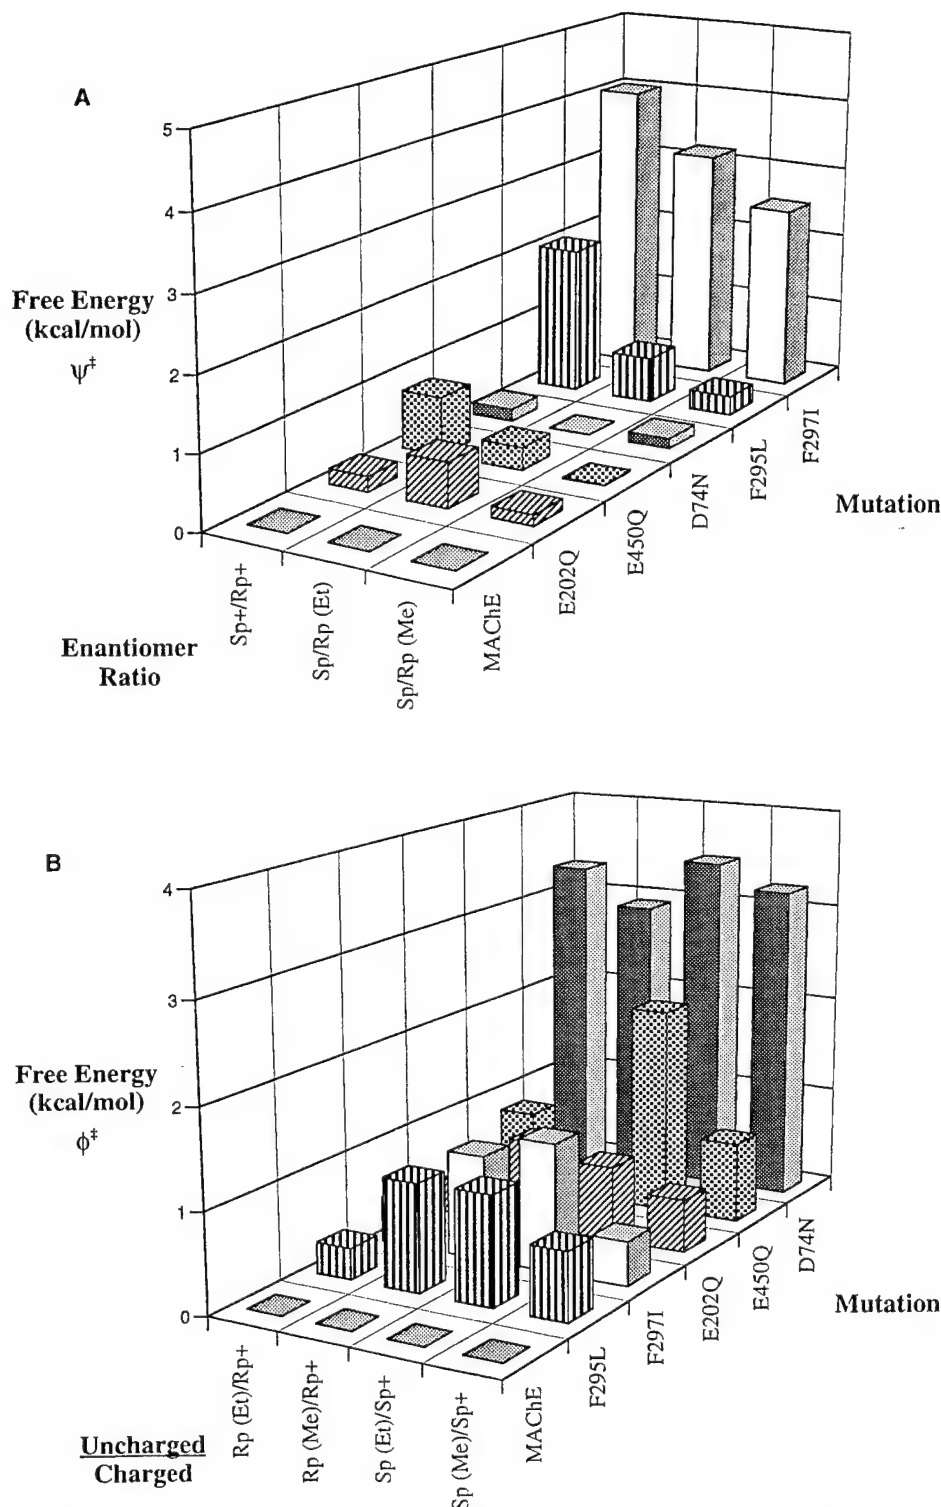 A
5
4
3
Free Energy
(kcal/mol)
ψ‡
2
1
0
Sp+/Rp+
Sp/Rp (Et)
Sp/Rp (Me)
MAChE
E202Q
E450Q
D74N
F295L
F297I
Mutation
Enantiomer
Ratio
B
4
3
Free Energy
(kcal/mol)
ϕ‡
2
1
0
Rp (Et)/Rp+
Rp (Me)/Rp+
Sp (Et)/Sp+
Sp (Me)/Sp+
MAChE
F295L
F297I
E202Q
E450Q
D74N
Mutation
Uncharged
Charged